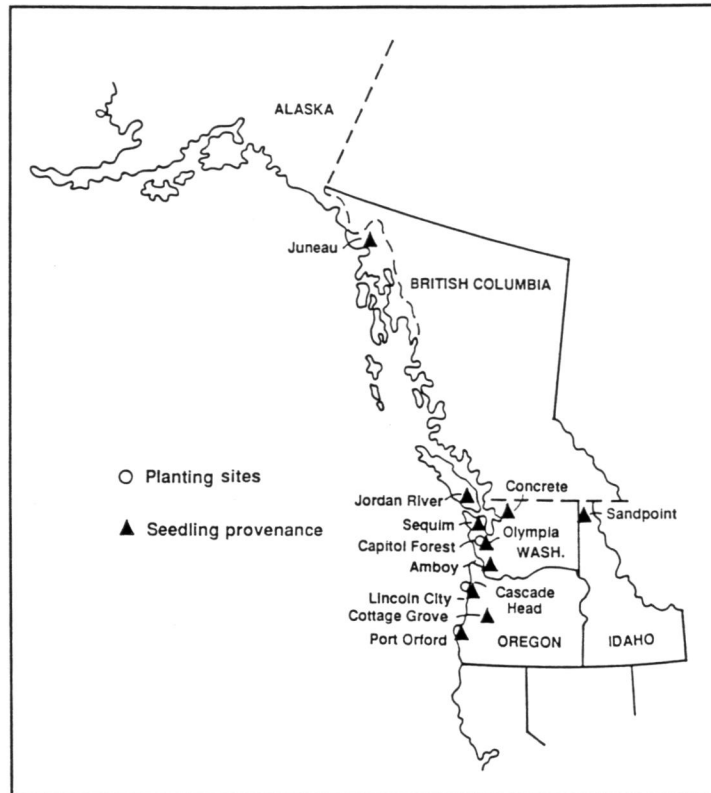 ALASKA
Juneau
BRITISH COLUMBIA
Planting sites
Seedling provenance
Concrete
Jordan River
Sandpoint
Sequim
Olympia
Capitol Forest
WASH.
Amboy
Cascade
Head
Lincoln City
Cottage Grove
Port Orford
OREGON
IDAHO